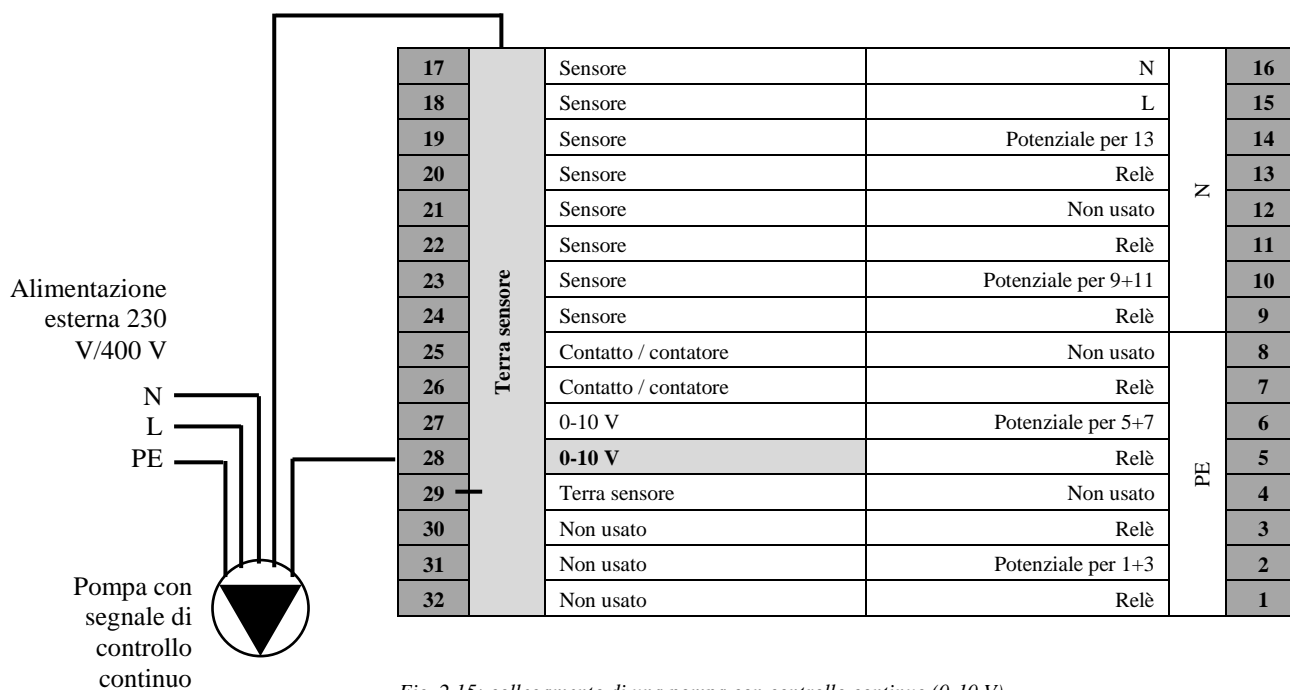 17 Sensore N 16
18 Sensore L 15
19 Sensore Potenziale per 13 14
20 Sensore Relè 13
21 Sensore Non usato 12
22 Sensore Relè 11
23 Sensore Potenziale per 9+11 10
24 Sensore Relè 9
25 Contatto / contatore Non usato 8
26 Contatto / contatore Relè 7
27 0-10 V Potenziale per 5+7 6
28 0-10 V Relè 5
29 Terra sensore Non usato 4
30 Non usato Relè 3
31 Non usato Potenziale per 1+3 2
32 Non usato Relè 1
Terra sensore
N
PE
Alimentazione
esterna 230
V/400 V
N
L
PE
Pompa con
segnale di
controllo
continuo
Fig. 2.15: collegamento di una pompa con controllo continuo (0-10 V)